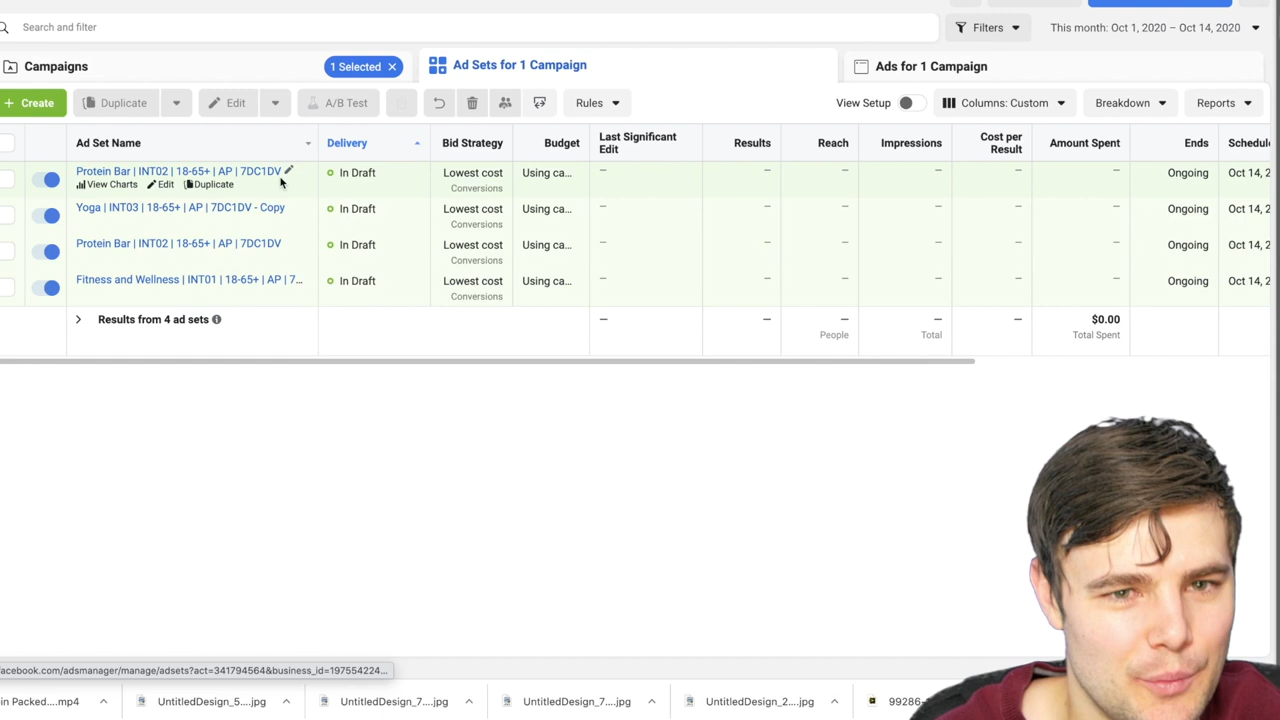 Search and filter
Filters
This month: Oct 1, 2020 – Oct 14, 2020
Campaigns
1 Selected ×
Ad Sets for 1 Campaign
Ads for 1 Campaign
+ Create
Duplicate
Edit
A/B Test
Rules
View Setup
Columns: Custom
Breakdown
Reports
Ad Set Name
Delivery
Bid Strategy
Budget
Last Significant
Edit
Results
Reach
Impressions
Cost per
Result
Amount Spent
Ends
Schedul
Protein Bar | INT02 | 18-65+ | AP | 7DC1DV
View Charts Edit Duplicate
In Draft
Lowest cost
Conversions
Using ca...
–
–
–
–
–
–
Ongoing
Oct 14, 2
Yoga | INT03 | 18-65+ | AP | 7DC1DV - Copy
In Draft
Lowest cost
Conversions
Using ca...
–
–
–
–
–
–
Ongoing
Oct 14, 2
Protein Bar | INT02 | 18-65+ | AP | 7DC1DV
In Draft
Lowest cost
Conversions
Using ca...
–
–
–
–
–
–
Ongoing
Oct 14, 2
Fitness and Wellness | INT01 | 18-65+ | AP | 7...
In Draft
Lowest cost
Conversions
Using ca...
–
–
–
–
–
–
Ongoing
Oct 14, 2
Results from 4 ad sets
–
–
–
People
–
Total
–
$0.00
Total Spent
facebook.com/adsmanager/manage/adsets?act=341794564&business_id=197554224...
in Packed....mp4
UntitledDesign_5....jpg
UntitledDesign_7....jpg
UntitledDesign_7....jpg
UntitledDesign_2....jpg
99286-